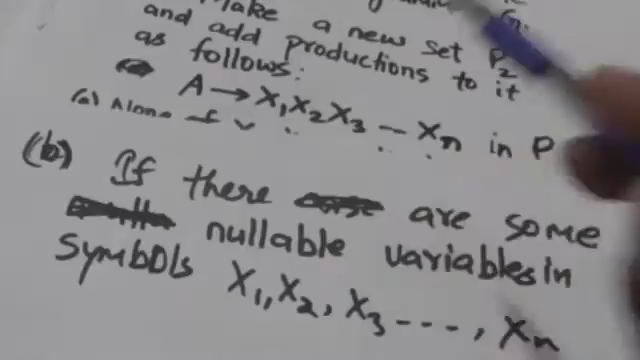 Make a new set P2
and add productions to it
as follows:
A → X1X2X3 --- Xn in P
(a) Alone
(b) If there are some
nullable variables in
symbols X1, X2, X3 ----, Xn